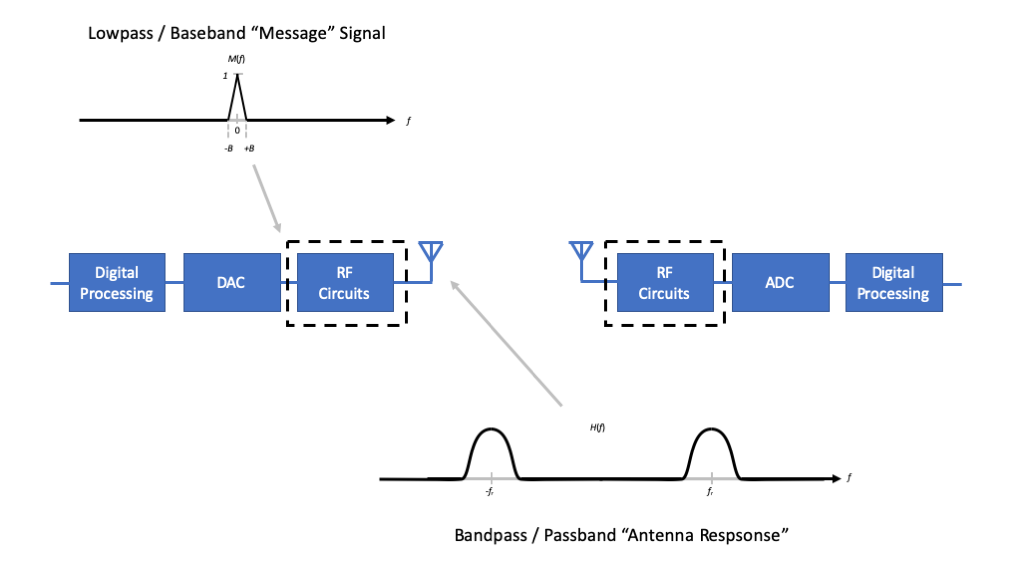 Lowpass / Baseband “Message” Signal
M(f)
1
f
0
-B +B
Digital
Processing
DAC
RF
Circuits
RF
Circuits
ADC
Digital
Processing
H(f)
f
-fr
fr
Bandpass / Passband “Antenna Respsonse”